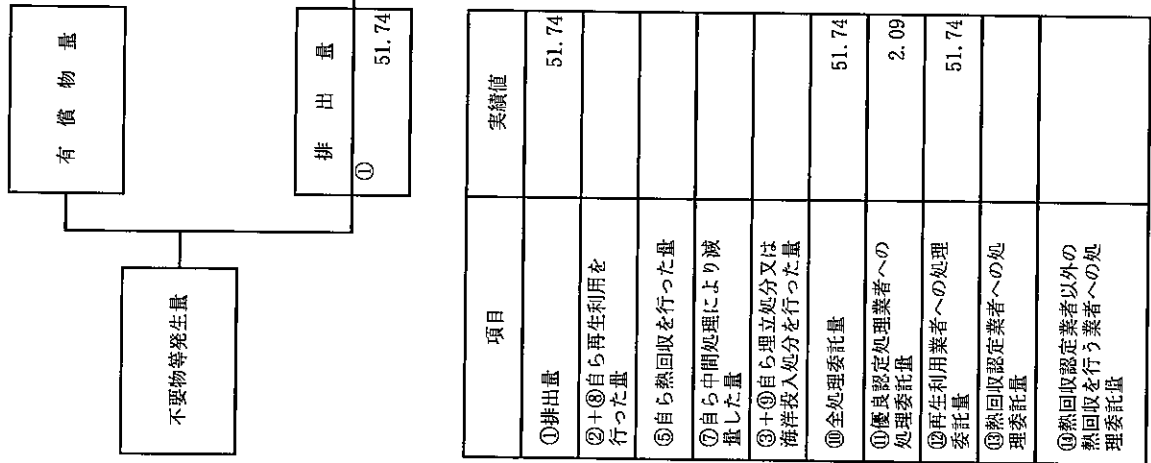 有償物量
不要物等発生量
排出量
①
51.74
項目
実績値
①排出量
51.74
②+⑧自ら再生利用を
行った量
⑤自ら熱回収を行った量
⑦自ら中間処理により減
量した量
③+⑨自ら埋立処分又は
海洋投入処分を行った量
⑩全処理委託量
51.74
⑪優良認定処理業者への
処理委託量
2.09
⑫再生利用業者への処理
委託量
51.74
⑬熱回収認定業者への処
理委託量
⑭熱回収認定業者以外の
熱回収を行う業者への処
理委託量